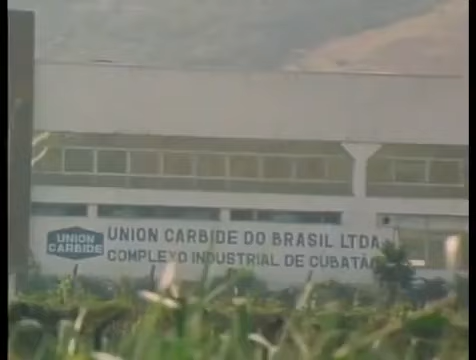 UNION
CARBIDE
UNION CARBIDE DO BRASIL LTDA
COMPLEXO INDUSTRIAL DE CUBATÃO